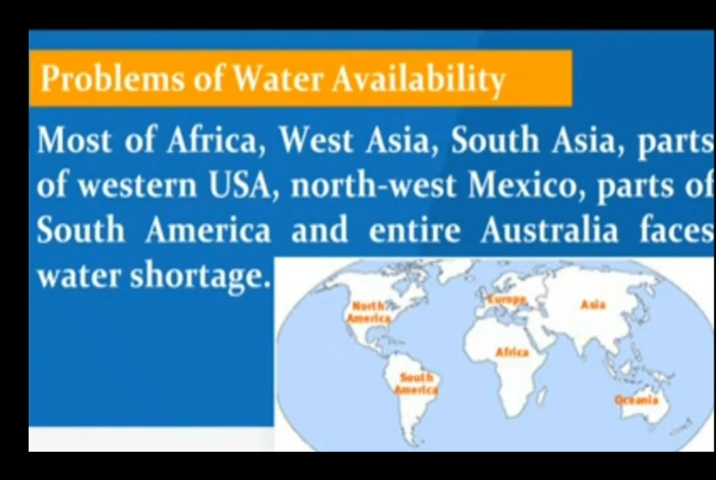 Problems of Water Availability
Most of Africa, West Asia, South Asia, parts
of western USA, north-west Mexico, parts of
South America and entire Australia faces
water shortage.
North
America
Europe
Asia
Africa
South
America
Oceania